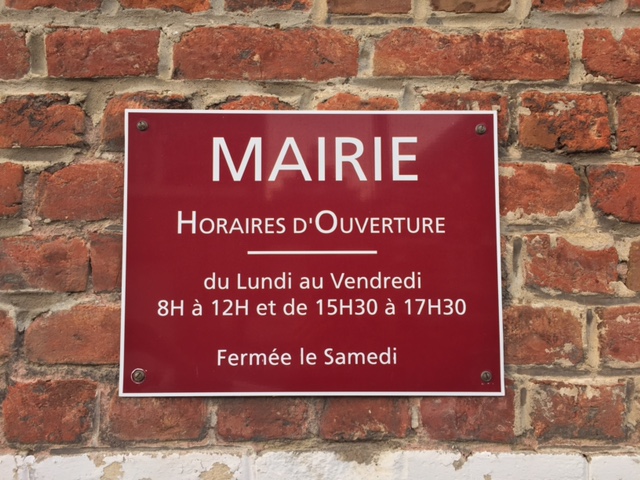 MAIRIE
HORAIRES D'OUVERTURE
du Lundi au Vendredi
8H à 12H et de 15H30 à 17H30
Fermée le Samedi